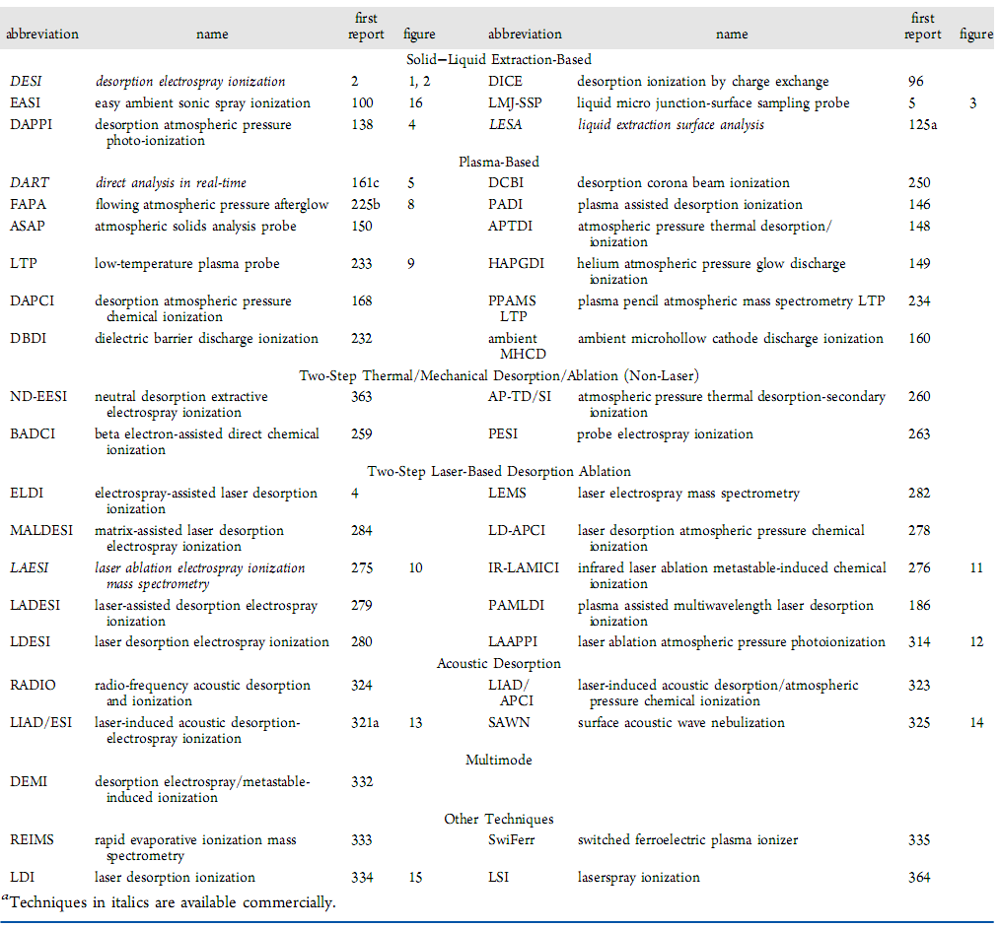 abbreviation name first report figure abbreviation name first report figure
Solid−Liquid Extraction-Based
DESI desorption electrospray ionization 2 1, 2 DICE desorption ionization by charge exchange 96
EASI easy ambient sonic spray ionization 100 16 LMJ-SSP liquid micro junction-surface sampling probe 5 3
DAPPI desorption atmospheric pressure 138 4 LESA liquid extraction surface analysis 125a
photo-ionization
Plasma-Based
DART direct analysis in real-time 161c 5 DCBI desorption corona beam ionization 250
FAPA flowing atmospheric pressure afterglow 225b 8 PADI plasma assisted desorption ionization 146
ASAP atmospheric solids analysis probe 150 APTDI atmospheric pressure thermal desorption/ 148
ionization
LTP low-temperature plasma probe 233 9 HAPGDI helium atmospheric pressure glow discharge 149
ionization
DAPCI desorption atmospheric pressure 168 PPAMS plasma pencil atmospheric mass spectrometry LTP 234
chemical ionization LTP
DBDI dielectric barrier discharge ionization 232 ambient ambient microhollow cathode discharge ionization 160
MHCD
Two-Step Thermal/Mechanical Desorption/Ablation (Non-Laser)
ND-EESI neutral desorption extractive 363 AP-TD/SI atmospheric pressure thermal desorption-secondary 260
electrospray ionization ionization
BADCI beta electron-assisted direct chemical 259 PESI probe electrospray ionization 263
ionization
Two-Step Laser-Based Desorption Ablation
ELDI electrospray-assisted laser desorption 4 LEMS laser electrospray mass spectrometry 282
ionization
MALDESI matrix-assisted laser desorption 284 LD-APCI laser desorption atmospheric pressure chemical 278
electrospray ionization ionization
LAESI laser ablation electrospray ionization 275 10 IR-LAMICI infrared laser ablation metastable-induced chemical 276 11
mass spectrometry ionization
LADESI laser-assisted desorption electrospray 279 PAMLDI plasma assisted multiwavelength laser desorption 186
ionization ionization
LDESI laser desorption electrospray ionization 280 LAAPPI laser ablation atmospheric pressure photoionization 314 12
Acoustic Desorption
RADIO radio-frequency acoustic desorption 324 LIAD/ laser-induced acoustic desorption/atmospheric 323
and ionization APCI pressure chemical ionization
LIAD/ESI laser-induced acoustic desorption- 321a 13 SAWN surface acoustic wave nebulization 325 14
electrospray ionization
Multimode
DEMI desorption electrospray/metastable- 332
induced ionization
Other Techniques
REIMS rapid evaporative ionization mass 333 SwiFerr switched ferroelectric plasma ionizer 335
spectrometry
LDI laser desorption ionization 334 15 LSI laserspray ionization 364
aTechniques in italics are available commercially.